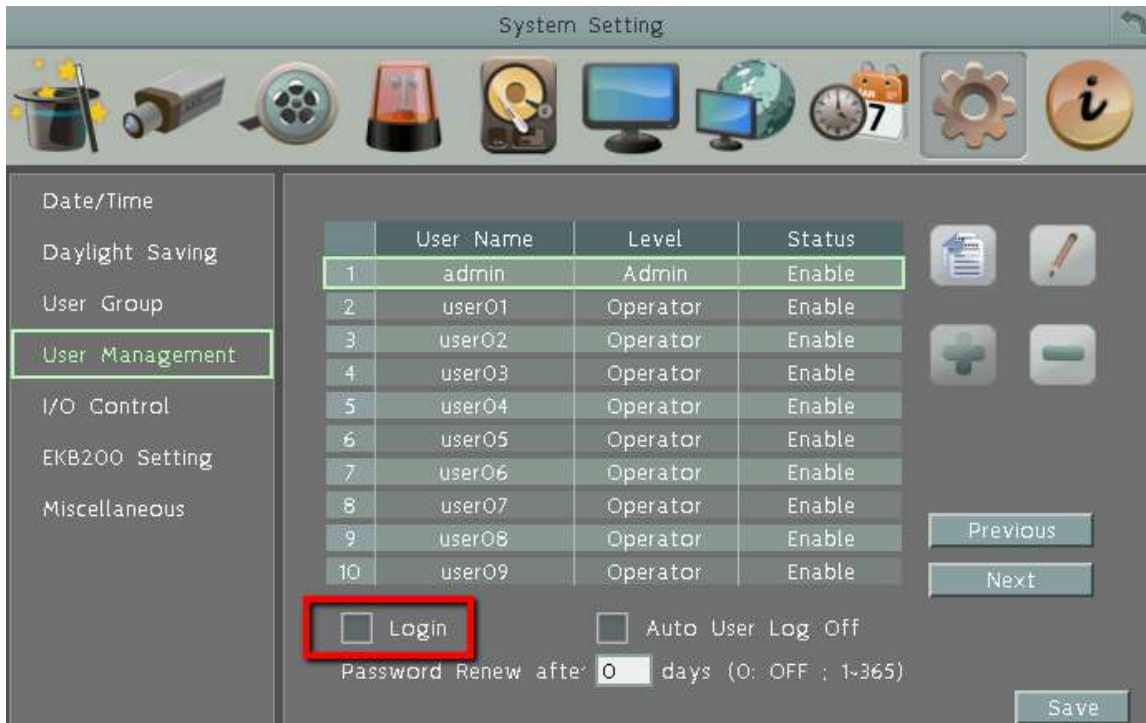 System Setting
7
i
Date/Time
Daylight Saving
User Group
User Management
I/O Control
EKB200 Setting
Miscellaneous
User Name Level Status
1 admin Admin Enable
2 user01 Operator Enable
3 user02 Operator Enable
4 user03 Operator Enable
5 user04 Operator Enable
6 user05 Operator Enable
7 user06 Operator Enable
8 user07 Operator Enable
9 user08 Operator Enable
10 user09 Operator Enable
Previous
Next
Login Auto User Log Off
Password Renew after 0 days (0: OFF ; 1~365)
Save